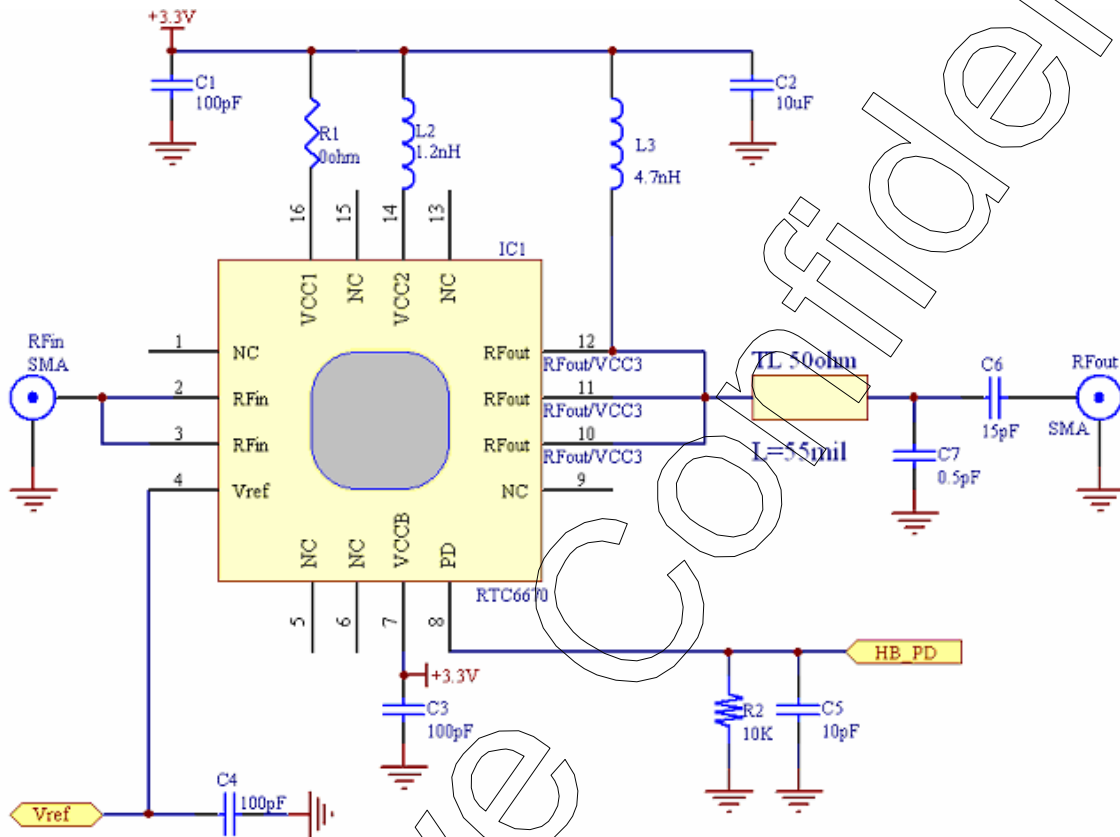 +3.3V
C1
100pF
R1
0ohm
L2
1.2nH
L3
4.7nH
C2
10uF
16
15
14
13
IC1
VCC1
NC
VCC2
NC
RFin
SMA
1
NC
2
RFin
3
RFin
4
Vref
RFout
12
RFout/VCC3
RFout
11
RFout/VCC3
RFout
10
RFout/VCC3
NC
9
TL 50ohm
L=55mil
C6
15pF
RFout
SMA
C7
0.5pF
NC
NC
VCCB
PD
RTC6670
5
6
7
8
+3.3V
C3
100pF
HB_PD
R2
10K
C5
10pF
C4
100pF
Vref
Confide